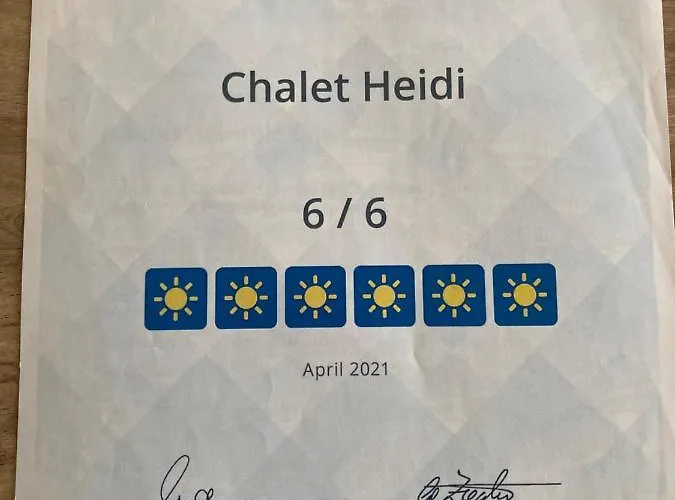 Chalet Heidi
6 / 6
April 2021